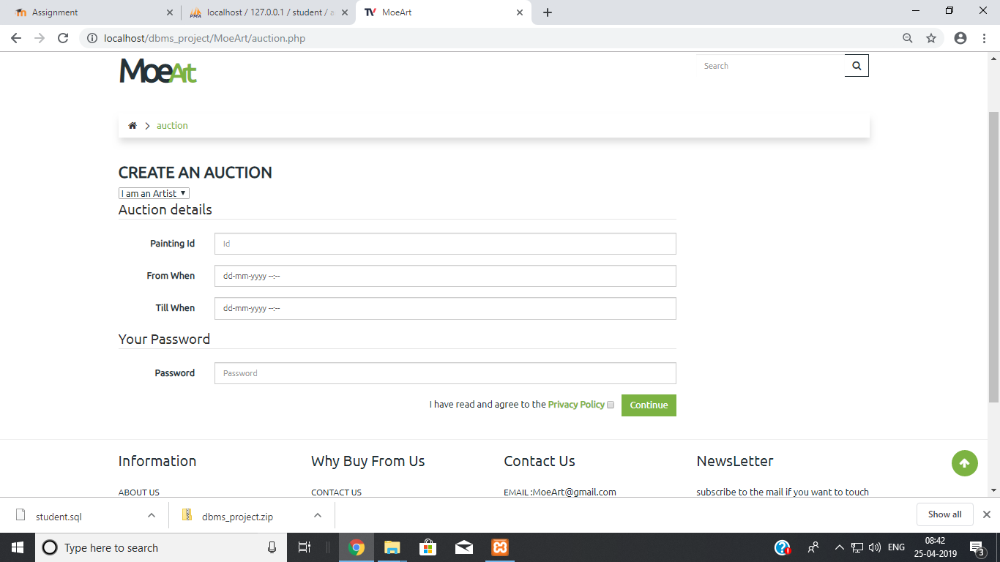 Assignment
localhost / 127.0.0.1 / student / a
MoeArt
localhost/dbms_project/MoeArt/auction.php
MoeArt
Search
auction
CREATE AN AUCTION
I am an Artist
Auction details
Painting Id
Id
From When
dd-mm-yyyy --:--
Till When
dd-mm-yyyy --:--
Your Password
Password
Password
I have read and agree to the Privacy Policy
Continue
Information
Why Buy From Us
Contact Us
NewsLetter
ABOUT US
CONTACT US
EMAIL :MoeArt@gmail.com
subscribe to the mail if you want to touch
student.sql
dbms_project.zip
Show all
Type here to search
ENG
08:42
25-04-2019
3